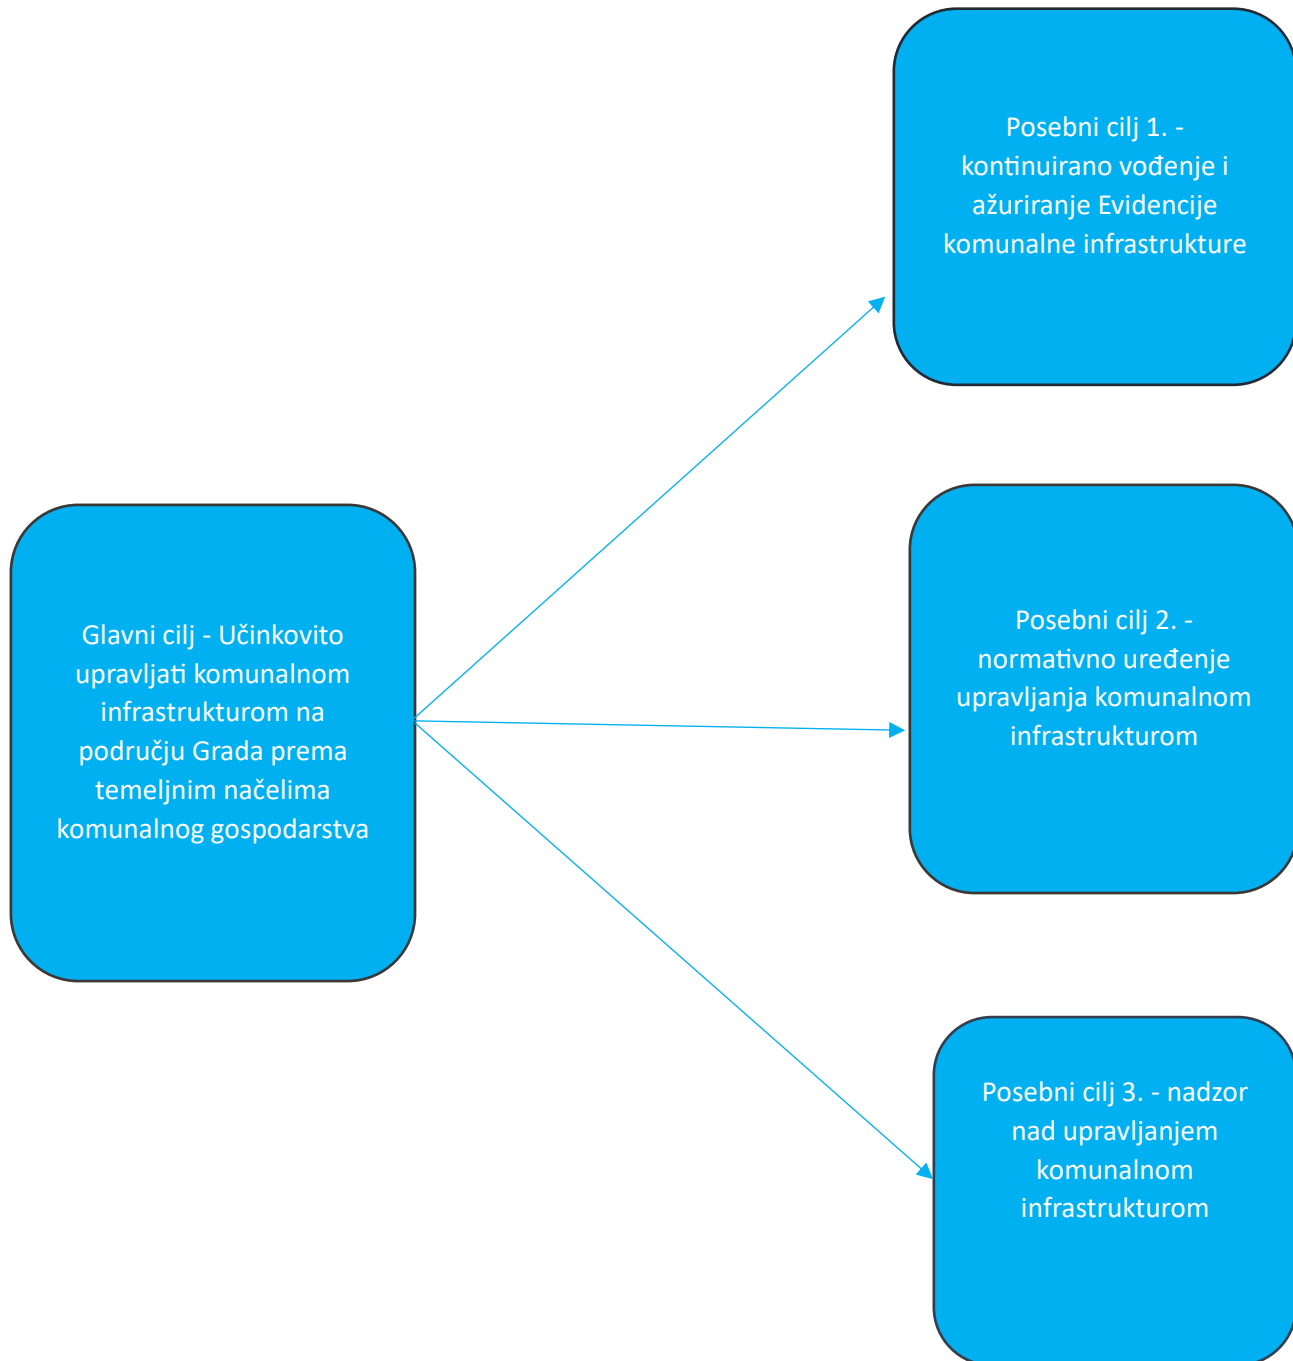 Posebni cilj 1. -
kontinuirano vođenje i
ažuriranje Evidencije
komunalne infrastrukture
Glavni cilj - Učinkovito
upravljati komunalnom
infrastrukturom na
području Grada prema
temeljnim načelima
komunalnog gospodarstva
Posebni cilj 2. -
normativno uređenje
upravljanja komunalnom
infrastrukturom
Posebni cilj 3. - nadzor
nad upravljanjem
komunalnom
infrastrukturom